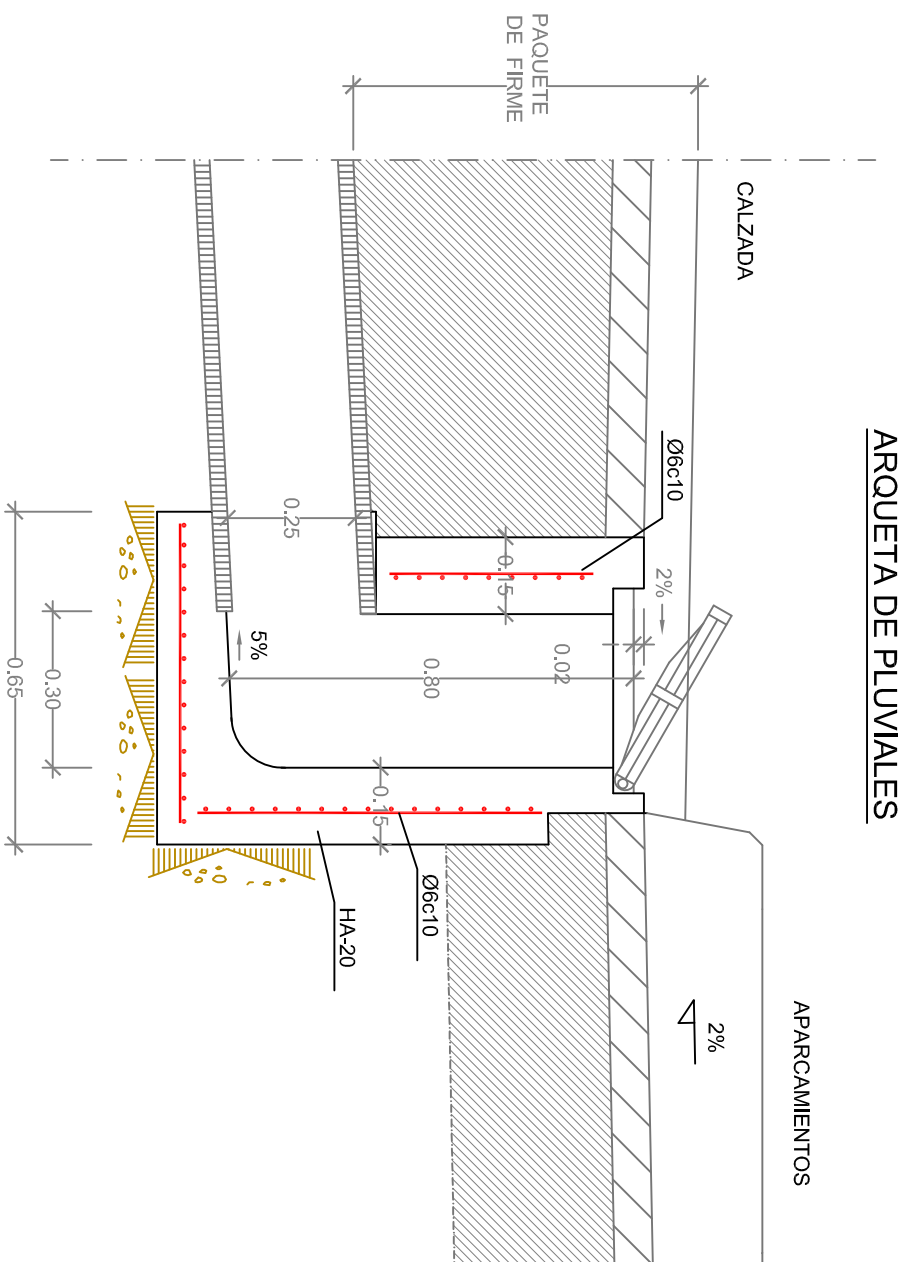 ARQUETA DE PLUVIALES
CALZADA
APARCAMIENTOS
PAQUETE
DE FIRME
2%
2%
Ø6c10
0.15
0.02
0.80
0.25
5%
0.15
Ø6c10
HA-20
0.30
0.65